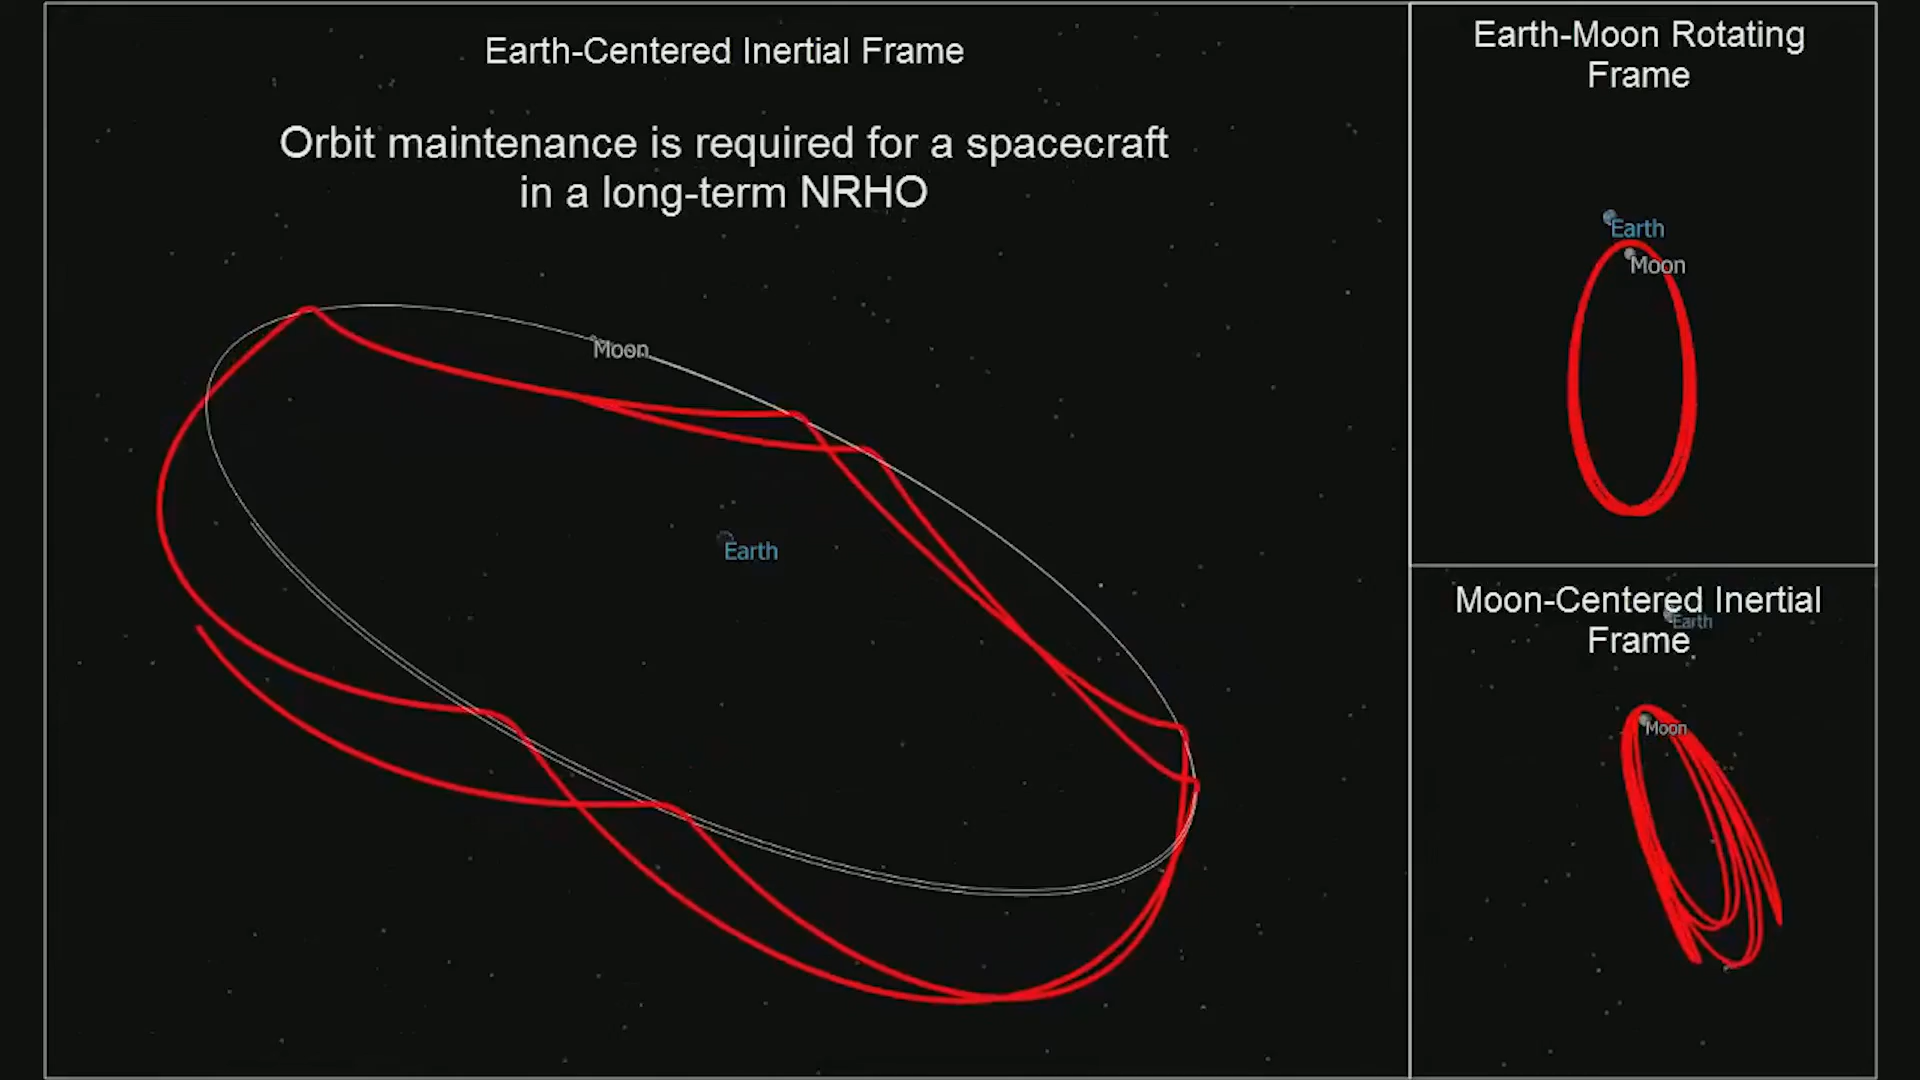 Earth-Centered Inertial Frame
Orbit maintenance is required for a spacecraft
in a long-term NRHO
Moon
Earth
Earth-Moon Rotating
Frame
Earth
Moon
Moon-Centered Inertial
Earth
Frame
Moon